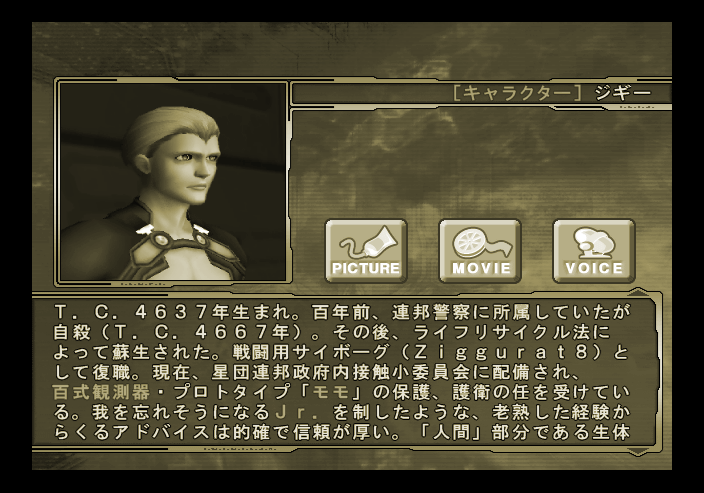 [キャラクター] ジギー
PICTURE
MOVIE
VOICE
T．C．4637年生まれ。百年前、連邦警察に所属していたが
自殺（T．C．4667年）。その後、ライフリサイクル法に
よって蘇生された。戦闘用サイボーグ（Ziggurat8）と
して復職。現在、星団連邦政府内接触小委員会に配備され、
百式観測器・プロトタイプ「モモ」の保護、護衛の任を受けてい
る。我を忘れそうになるJr．を制したような、老熟した経験か
らくるアドバイスは的確で信頼が厚い。「人間」部分である生体